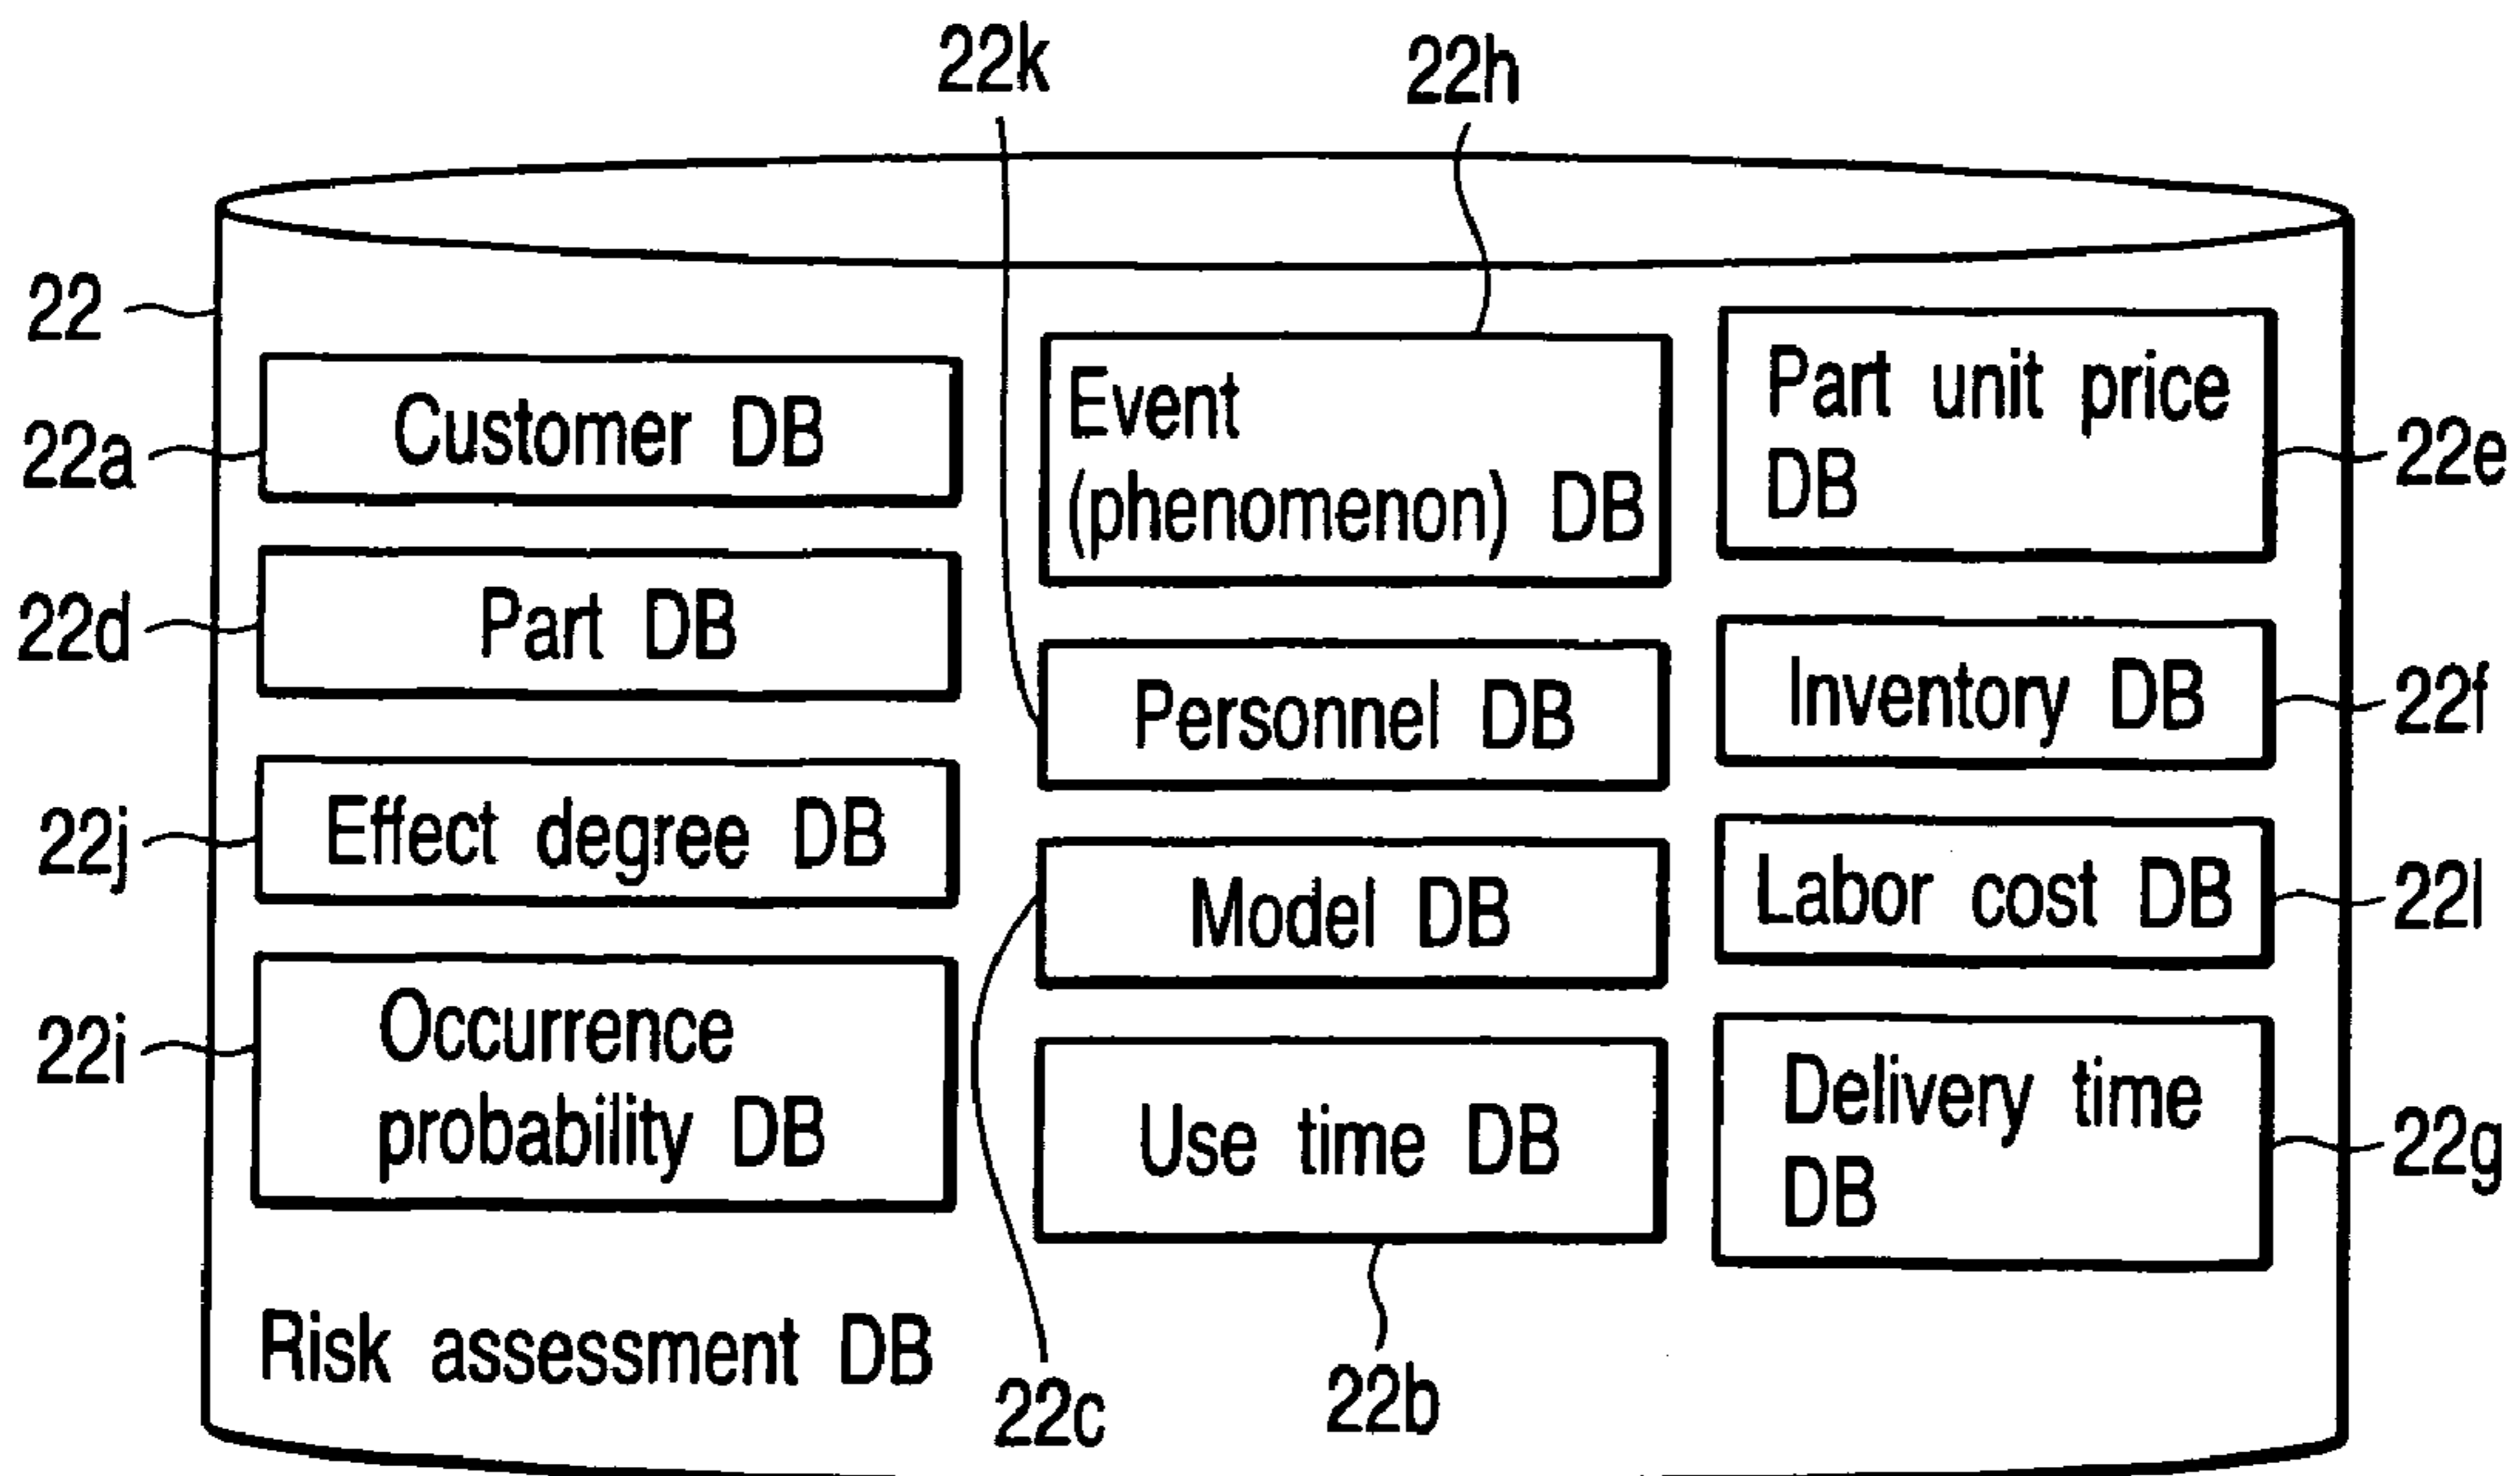 22k
22h
22
22a
Customer DB
Event
(phenomenon) DB
Part unit price
DB
22e
22d
Part DB
Personnel DB
Inventory DB
22f
22j
Effect degree DB
Model DB
Labor cost DB
22l
22i
Occurrence
probability DB
Use time DB
Delivery time
DB
22g
Risk assessment DB
22c
22b